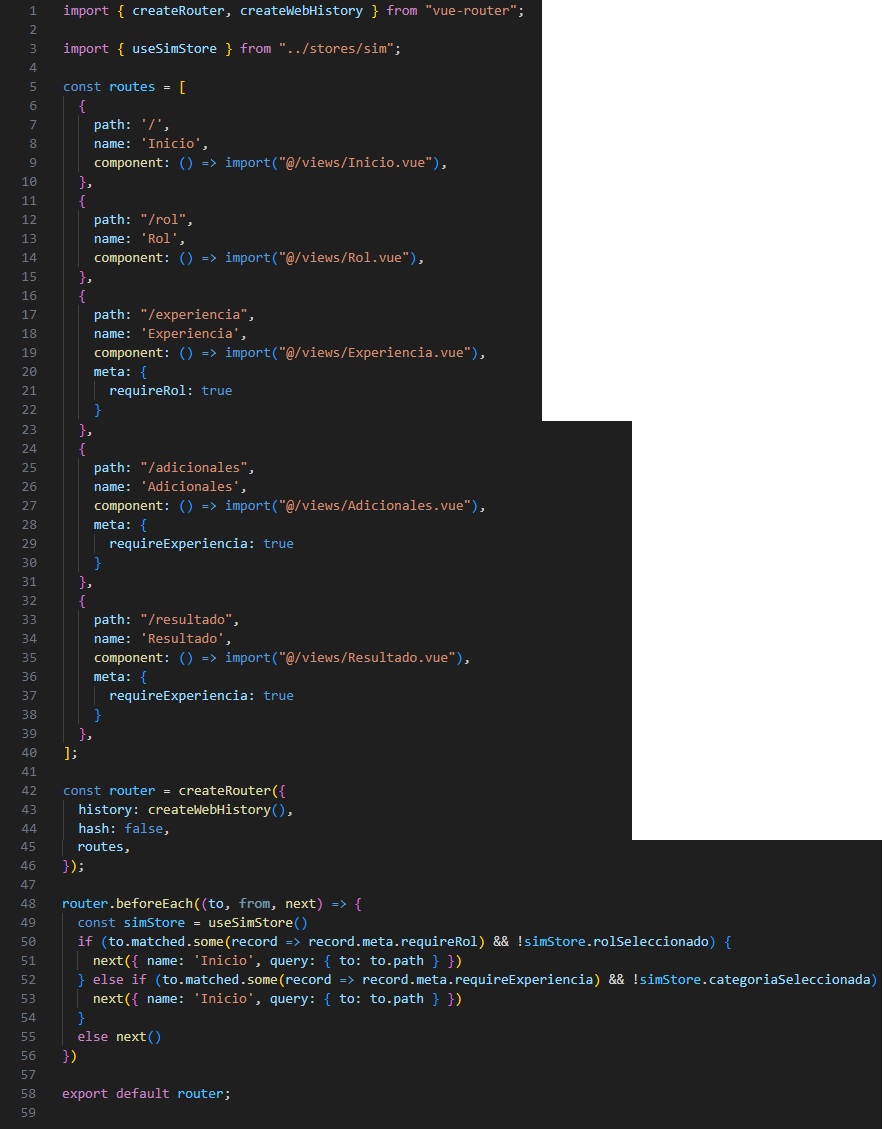 1 import { createRouter, createWebHistory } from "vue-router";
2
3 import { useSimStore } from "../stores/sim";
4
5 const routes = [
6 {
7 path: '/',
8 name: 'Inicio',
9 component: () => import("@/views/Inicio.vue"),
10 },
11 {
12 path: "/rol",
13 name: 'Rol',
14 component: () => import("@/views/Rol.vue"),
15 },
16 {
17 path: "/experiencia",
18 name: 'Experiencia',
19 component: () => import("@/views/Experiencia.vue"),
20 meta: {
21 requireRol: true
22 }
23 },
24 {
25 path: "/adicionales",
26 name: 'Adicionales',
27 component: () => import("@/views/Adicionales.vue"),
28 meta: {
29 requireExperiencia: true
30 }
31 },
32 {
33 path: "/resultado",
34 name: 'Resultado',
35 component: () => import("@/views/Resultado.vue"),
36 meta: {
37 requireExperiencia: true
38 }
39 },
40 ];
41
42 const router = createRouter({
43 history: createWebHistory(),
44 hash: false,
45 routes,
46 });
47
48 router.beforeEach((to, from, next) => {
49 const simStore = useSimStore()
50 if (to.matched.some(record => record.meta.requireRol) && !simStore.rolSeleccionado) {
51 next({ name: 'Inicio', query: { to: to.path } })
52 } else if (to.matched.some(record => record.meta.requireExperiencia) && !simStore.categoriaSeleccionada)
53 next({ name: 'Inicio', query: { to: to.path } })
54 }
55 else next()
56 })
57
58 export default router;
59